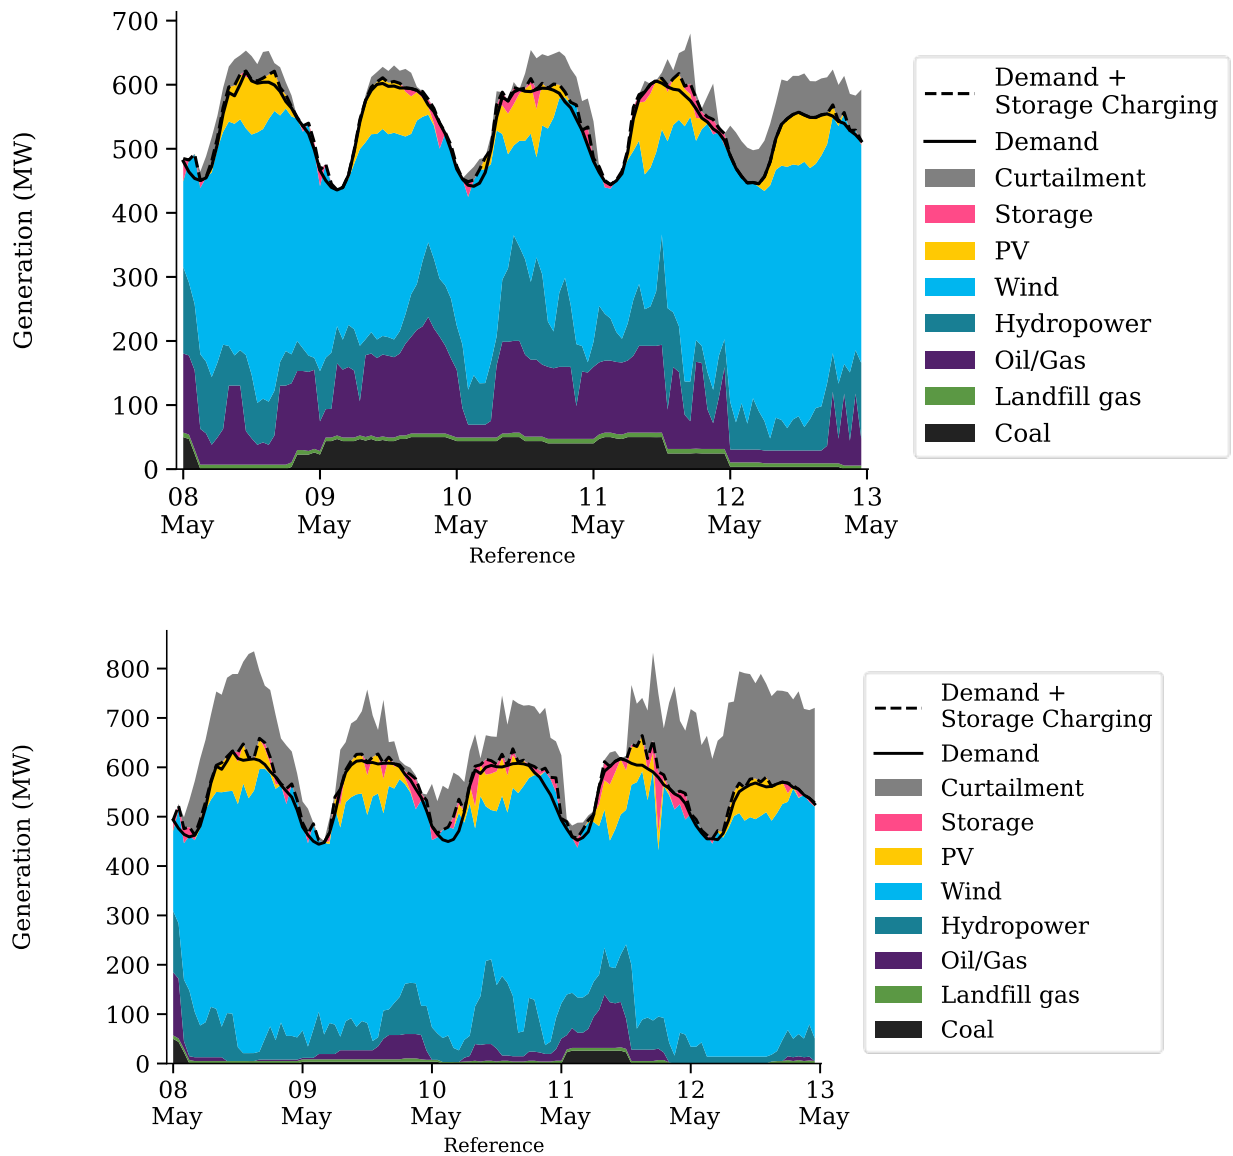 700
600
500
400
300
200
100
0
Generation (MW)
08
May
09
May
10
May
11
May
12
May
13
May
Reference
Demand +
Storage Charging
Demand
Curtailment
Storage
PV
Wind
Hydropower
Oil/Gas
Landfill gas
Coal
800
700
600
500
400
300
200
100
0
Generation (MW)
08
May
09
May
10
May
11
May
12
May
13
May
Reference
Demand +
Storage Charging
Demand
Curtailment
Storage
PV
Wind
Hydropower
Oil/Gas
Landfill gas
Coal